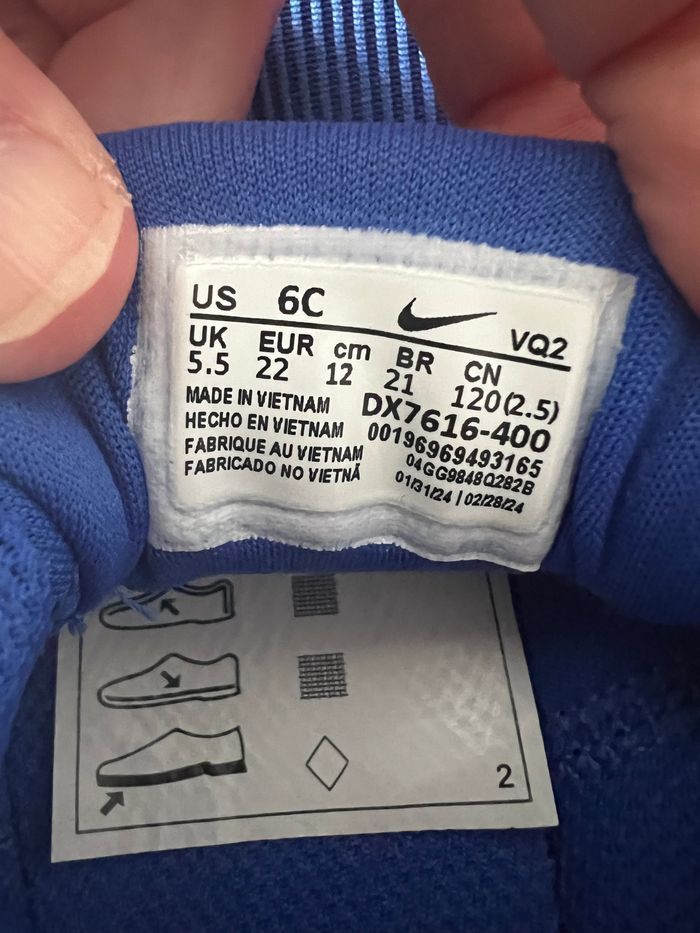 US 6C VQ2
UK EUR cm BR CN
5.5 22 12 21 120(2.5)
MADE IN VIETNAM DX7616-400
HECHO EN VIETNAM 00196969493165
FABRIQUE AU VIETNAM 04GG9848Q282B
FABRICADO NO VIETNÃ 01/31/24 | 02/28/24
2